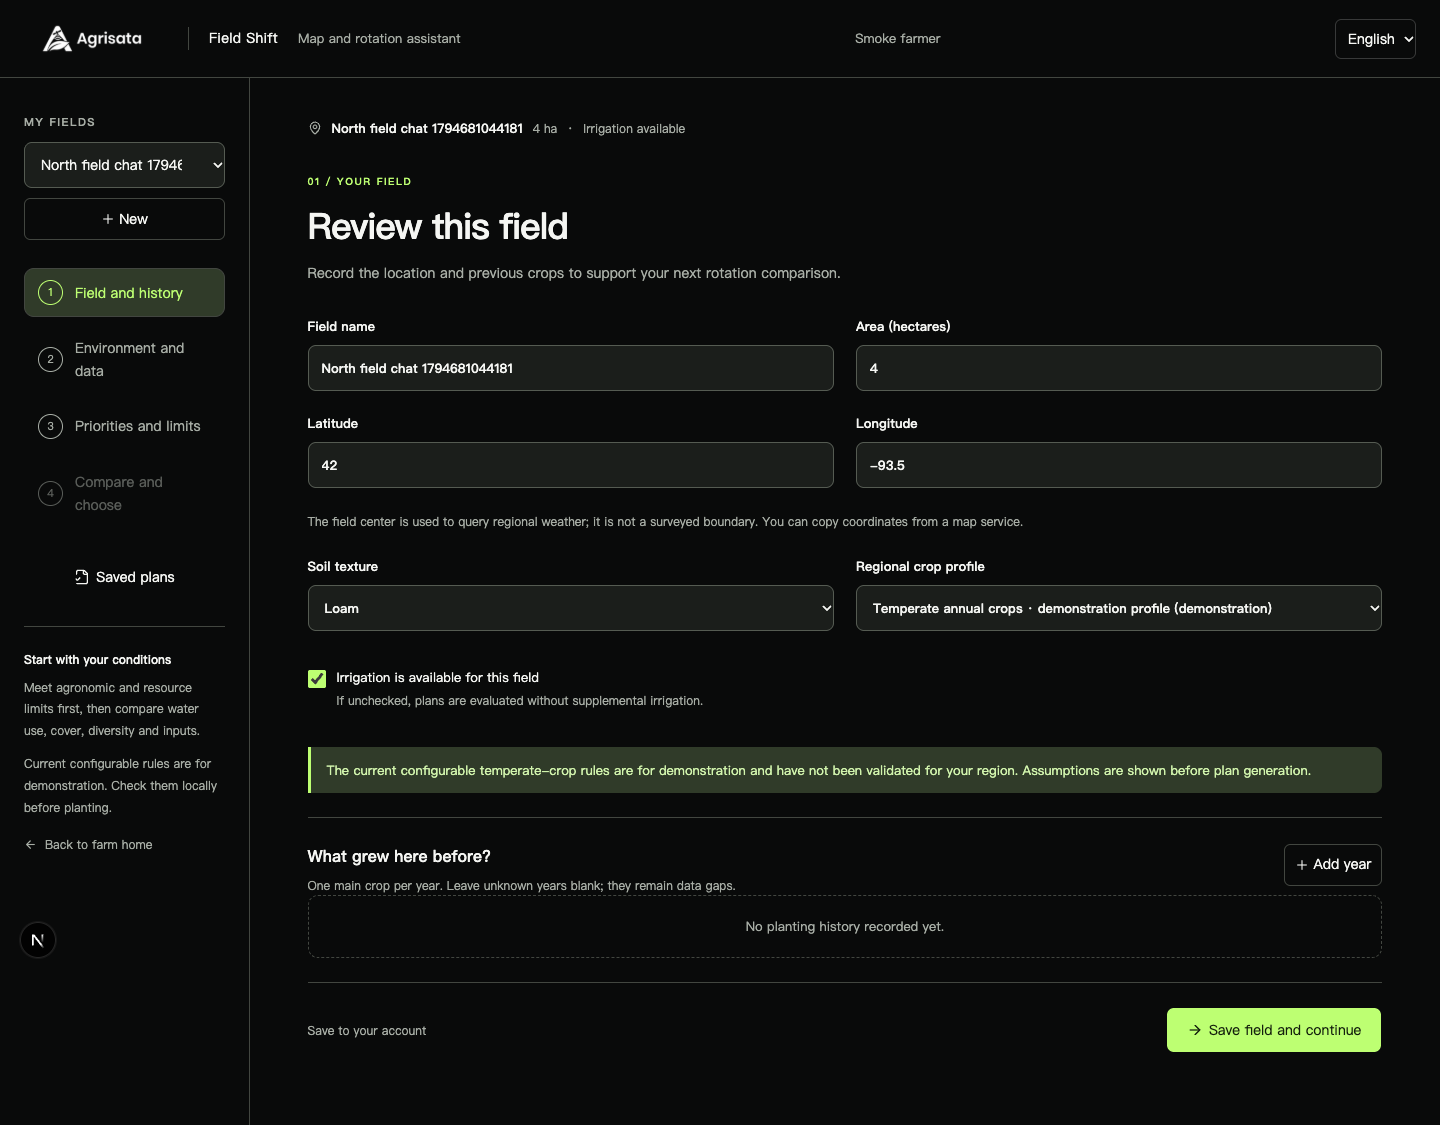 Agrisata
Field Shift
Map and rotation assistant
Smoke farmer
English
MY FIELDS
North field chat 1794
+ New
1 Field and history
2 Environment and
data
3 Priorities and limits
4 Compare and
choose
Saved plans
Start with your conditions
Meet agronomic and resource
limits first, then compare water
use, cover, diversity and inputs.
Current configurable rules are for
demonstration. Check them locally
before planting.
← Back to farm home
N
North field chat 1794681044181 4 ha · Irrigation available
01 / YOUR FIELD
Review this field
Record the location and previous crops to support your next rotation comparison.
Field name
North field chat 1794681044181
Area (hectares)
4
Latitude
42
Longitude
-93.5
The field center is used to query regional weather; it is not a surveyed boundary. You can copy coordinates from a map service.
Soil texture
Loam
Regional crop profile
Temperate annual crops · demonstration profile (demonstration)
Irrigation is available for this field
If unchecked, plans are evaluated without supplemental irrigation.
The current configurable temperate-crop rules are for demonstration and have not been validated for your region. Assumptions are shown before plan generation.
What grew here before?
One main crop per year. Leave unknown years blank; they remain data gaps.
+ Add year
No planting history recorded yet.
Save to your account
→ Save field and continue